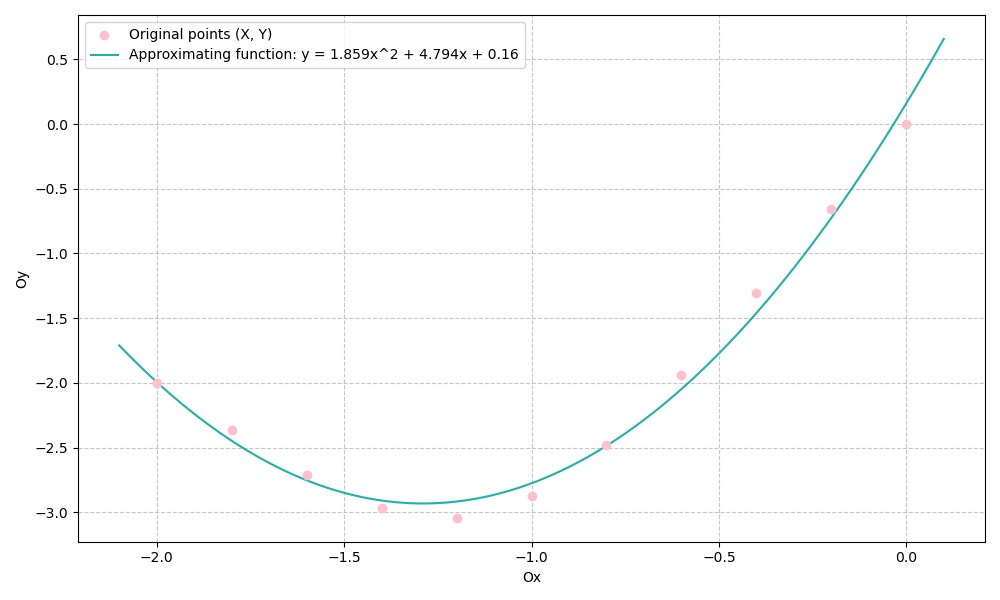 Original points (X, Y)
Approximating function: y = 1.859x^2 + 4.794x + 0.16
0.5
0.0
−0.5
−1.0
−1.5
−2.0
−2.5
−3.0
Oy
−2.0 −1.5 −1.0 −0.5 0.0
Ox